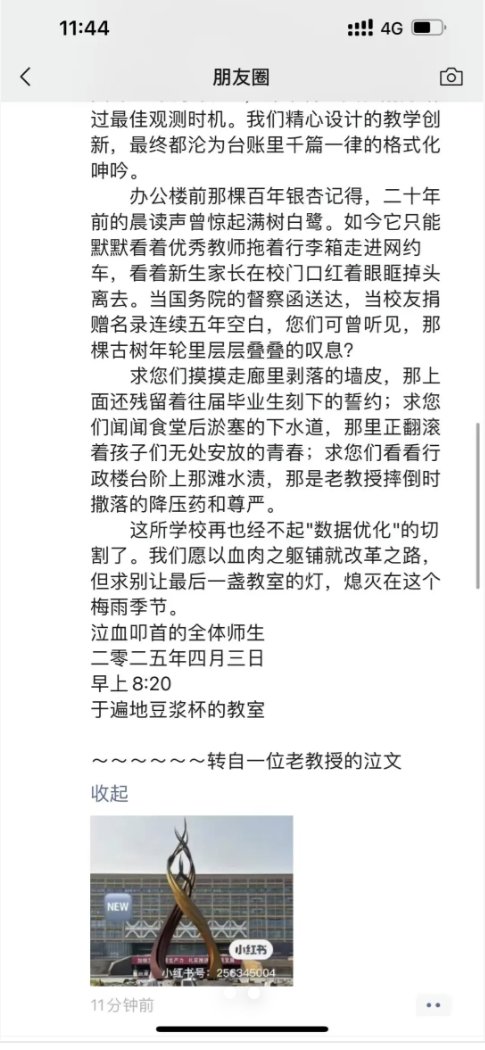 11:44
4G
朋友圈
过最佳观测时机。我们精心设计的教学创
新，最终都沦为台账里千篇一律的格式化
呻吟。
办公楼前那棵百年银杏记得，二十年
前的晨读声曾惊起满树白鹭。如今它只能
默默看着优秀教师拖着行李箱走进网约
车，看着新生家长在校门口红着眼眶掉头
离去。当国务院的督察函送达，当校友捐
赠名录连续五年空白，您们可曾听见，那
棵古树年轮里层层叠叠的叹息？
求您们摸摸走廊里剥落的墙皮，那上
面还残留着往届毕业生刻下的誓约；求您
们闻闻食堂后淤塞的下水道，那里正翻滚
着孩子们无处安放的青春；求您们看看行
政楼台阶上那滩水渍，那是老教授摔倒时
撒落的降压药和尊严。
这所学校再也经不起"数据优化"的切
割了。我们愿以血肉之躯铺就改革之路，
但求别让最后一盏教室的灯，熄灭在这个
梅雨季节。
泣血叩首的全体师生
二零二五年四月三日
早上8:20
于遍地豆浆杯的教室
～～～～～～转自一位老教授的泣文
收起
NEW
小红书
小红书号：256345004
11分钟前